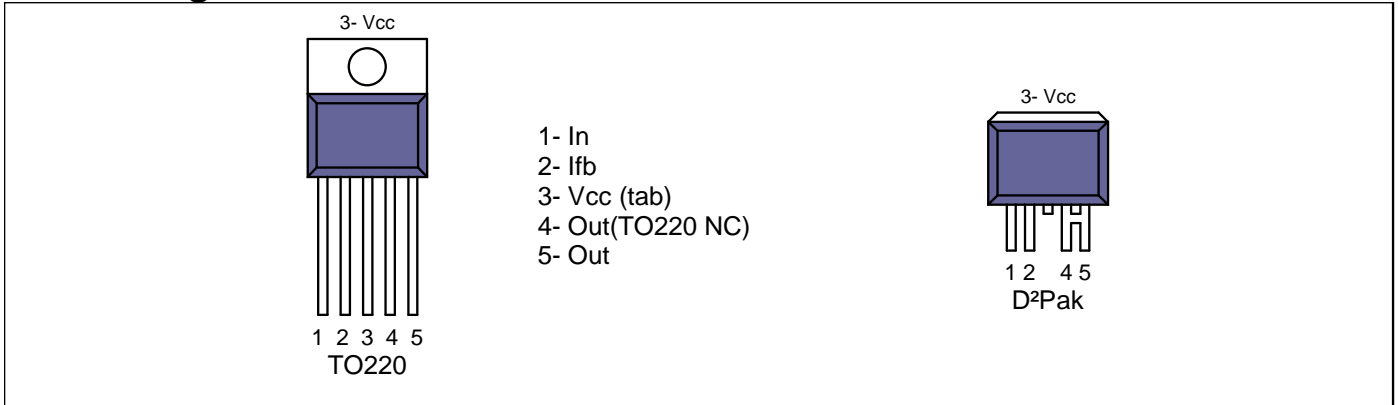 3- Vcc
1 2 3 4 5
TO220
1- In
2- Ifb
3- Vcc (tab)
4- Out(TO220 NC)
5- Out
3- Vcc
1 2 4 5
D²Pak